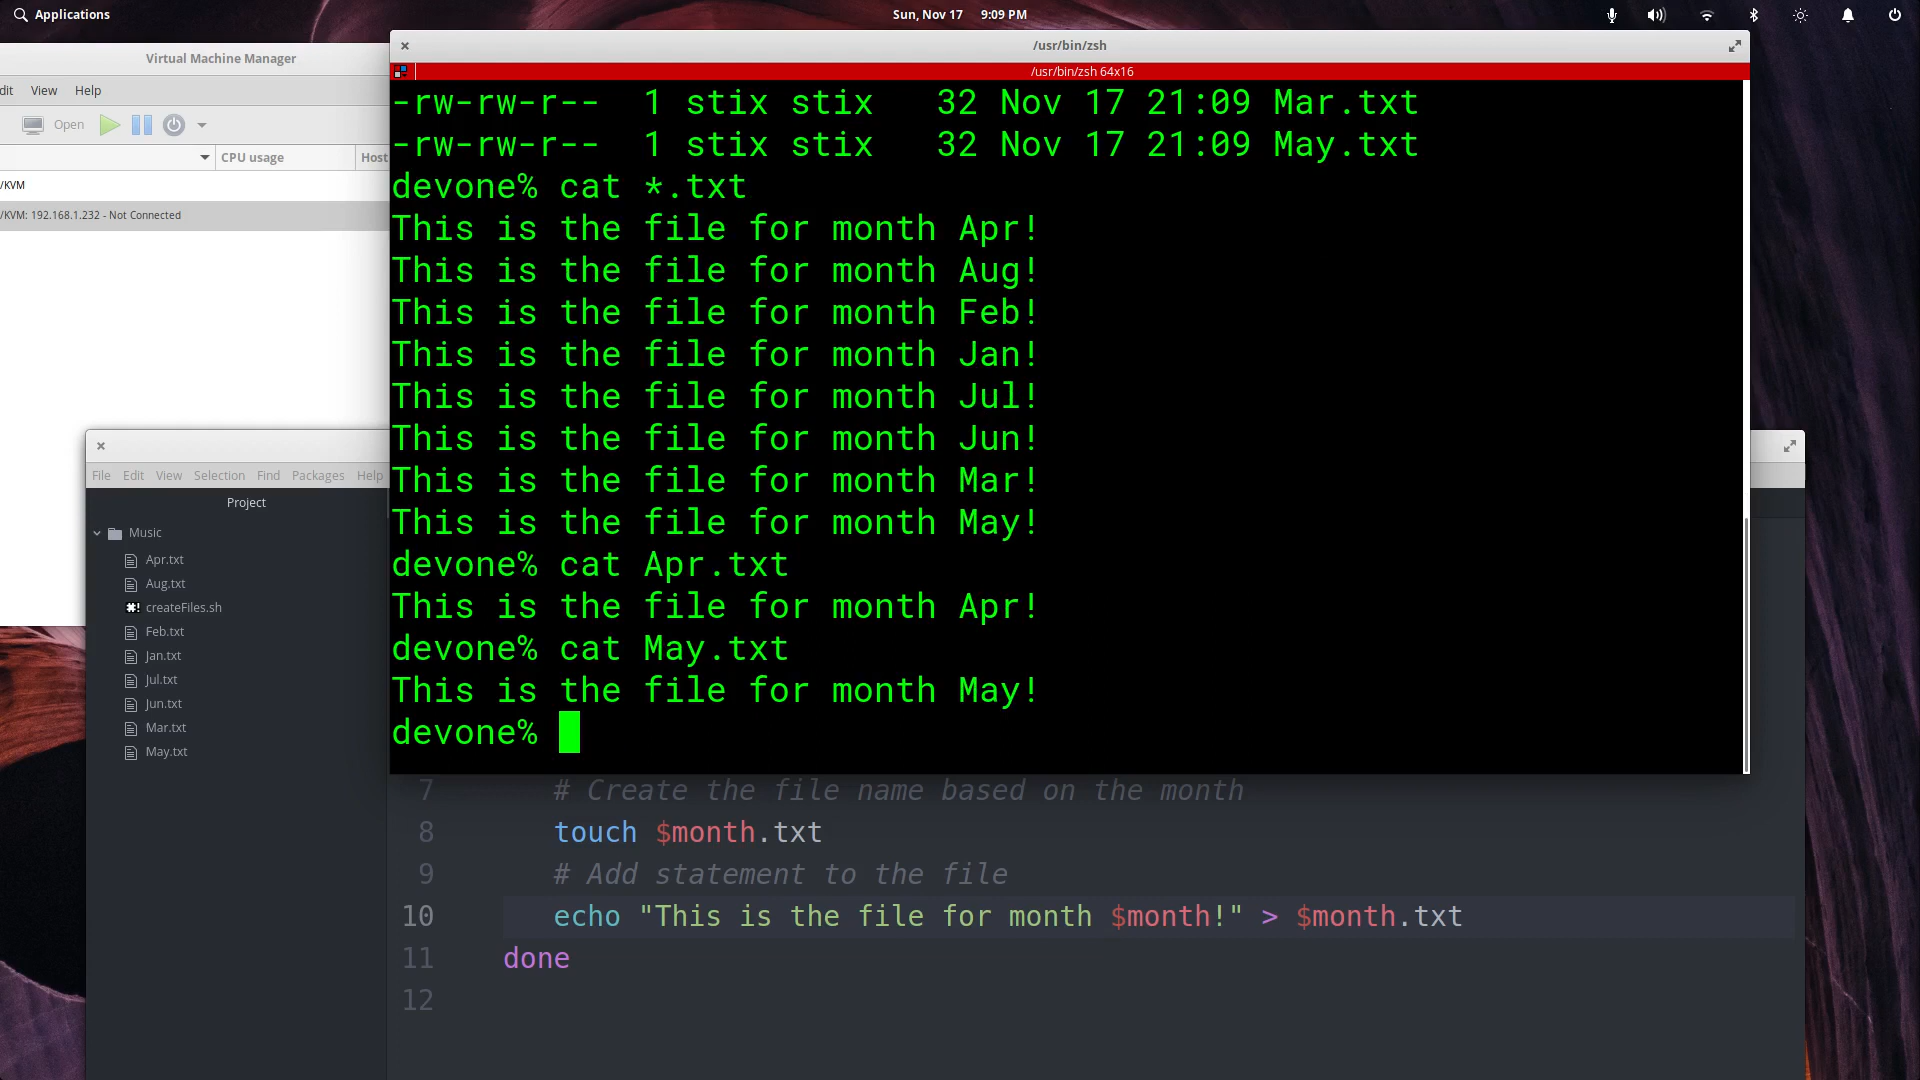 Applications
Sun, Nov 17 9:09 PM
Virtual Machine Manager
dit View Help
Open
CPU usage Host
/KVM
/KVM: 192.168.1.232 - Not Connected
/usr/bin/zsh
/usr/bin/zsh 64x16
-rw-rw-r-- 1 stix stix 32 Nov 17 21:09 Mar.txt
-rw-rw-r-- 1 stix stix 32 Nov 17 21:09 May.txt
devone% cat *.txt
This is the file for month Apr!
This is the file for month Aug!
This is the file for month Feb!
This is the file for month Jan!
This is the file for month Jul!
This is the file for month Jun!
This is the file for month Mar!
This is the file for month May!
devone% cat Apr.txt
This is the file for month Apr!
devone% cat May.txt
This is the file for month May!
devone%
File Edit View Selection Find Packages Help
Project
Music
Apr.txt
Aug.txt
createFiles.sh
Feb.txt
Jan.txt
Jul.txt
Jun.txt
Mar.txt
May.txt
7 # Create the file name based on the month
8 touch $month.txt
9 # Add statement to the file
10 echo "This is the file for month $month!" > $month.txt
11 done
12